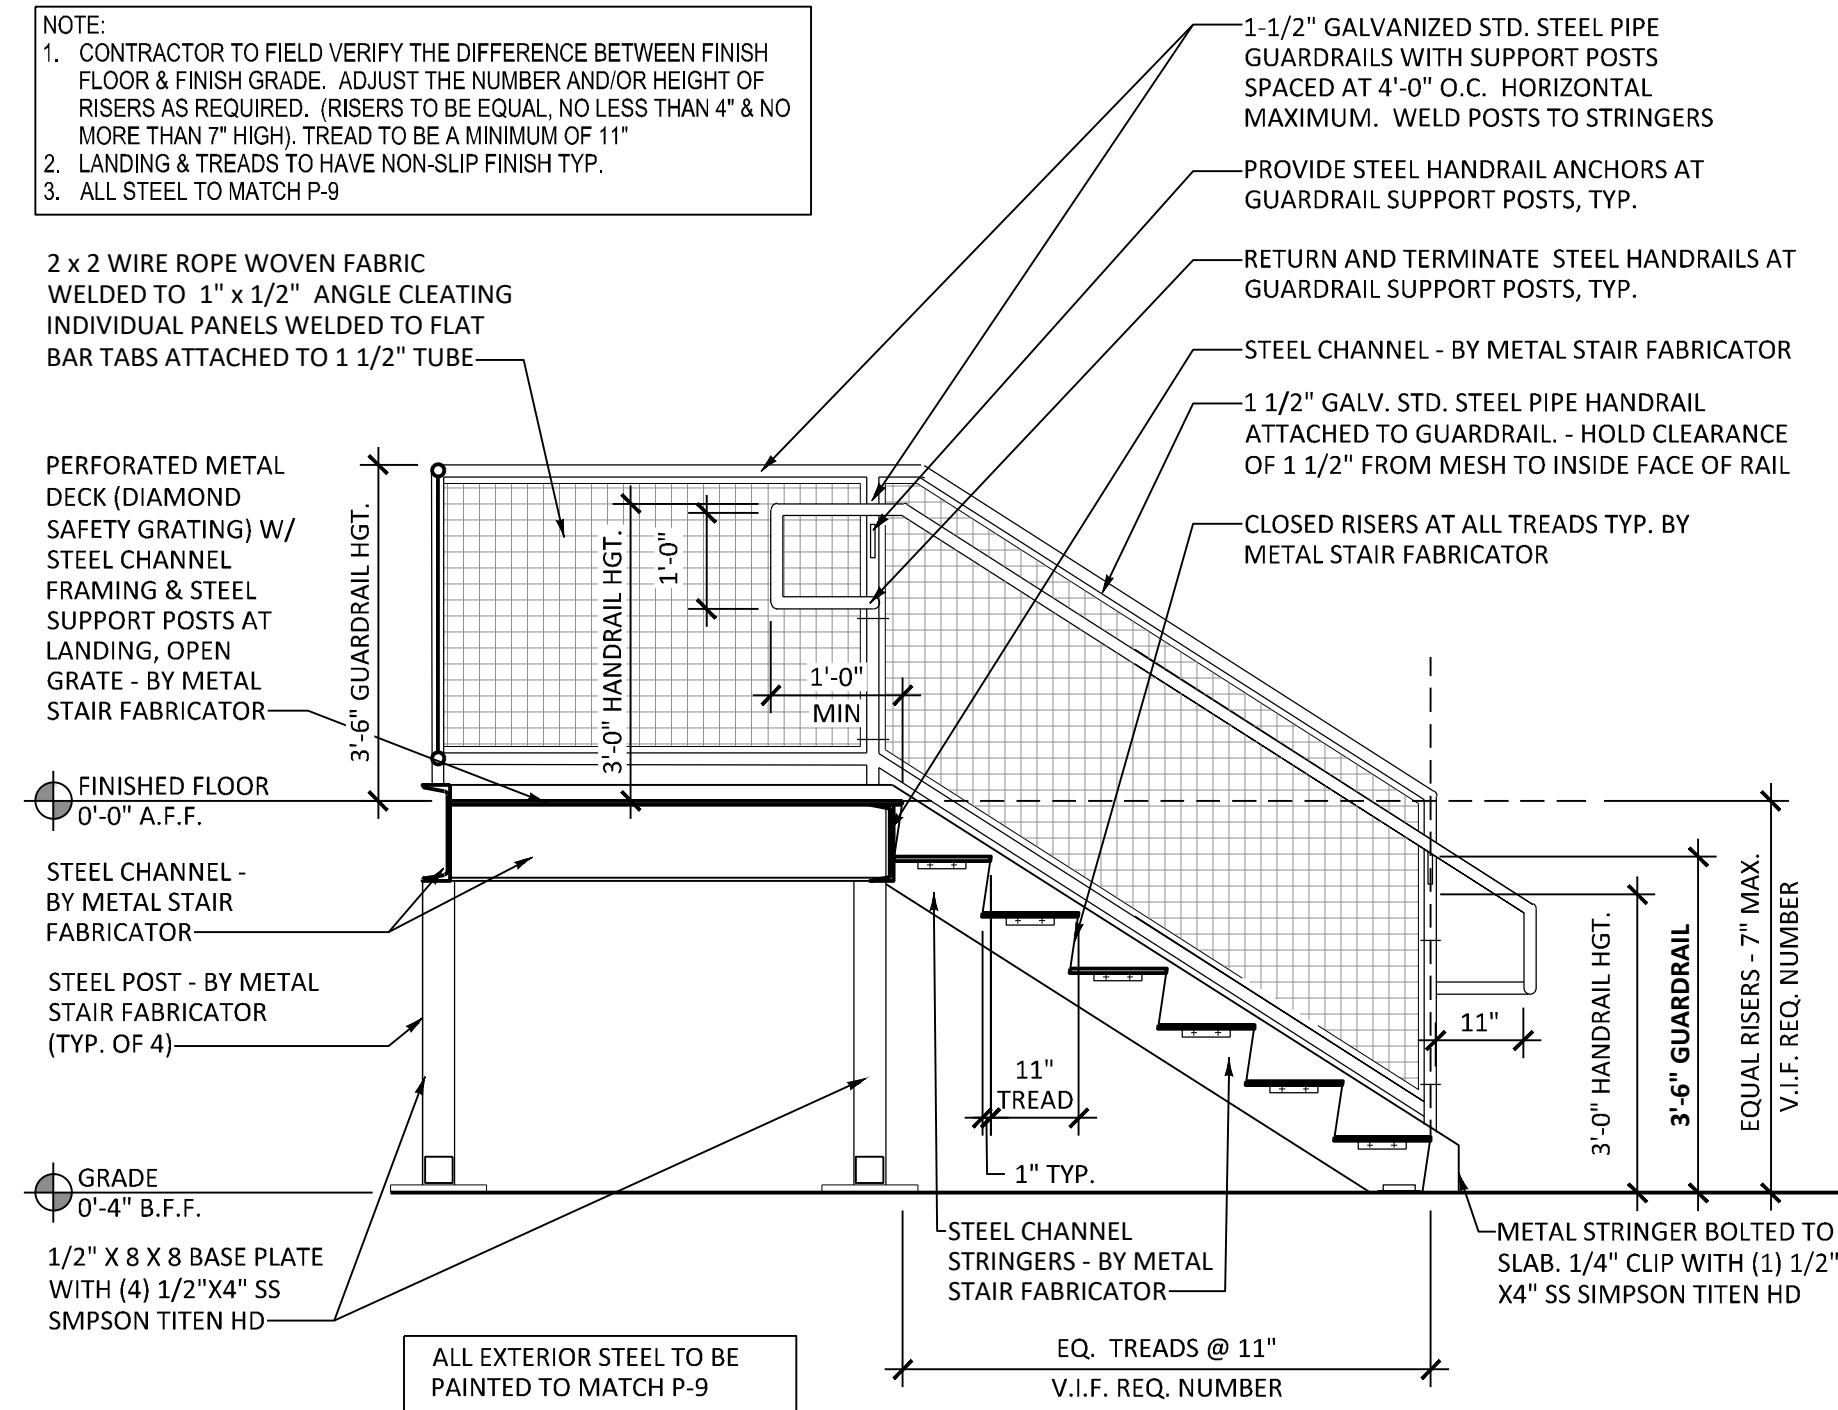 NOTE:
1. CONTRACTOR TO FIELD VERIFY THE DIFFERENCE BETWEEN FINISH
FLOOR & FINISH GRADE. ADJUST THE NUMBER AND/OR HEIGHT OF
RISERS AS REQUIRED. (RISERS TO BE EQUAL, NO LESS THAN 4" & NO
MORE THAN 7" HIGH). TREAD TO BE A MINIMUM OF 11"
2. LANDING & TREADS TO HAVE NON-SLIP FINISH TYP.
3. ALL STEEL TO MATCH P-9
2 x 2 WIRE ROPE WOVEN FABRIC
WELDED TO 1" x 1/2" ANGLE CLEATING
INDIVIDUAL PANELS WELDED TO FLAT
BAR TABS ATTACHED TO 1 1/2" TUBE
PERFORATED METAL
DECK (DIAMOND
SAFETY GRATING) W/
STEEL CHANNEL
FRAMING & STEEL
SUPPORT POSTS AT
LANDING, OPEN
GRATE - BY METAL
STAIR FABRICATOR
FINISHED FLOOR
0'-0" A.F.F.
STEEL CHANNEL -
BY METAL STAIR
FABRICATOR
STEEL POST - BY METAL
STAIR FABRICATOR
(TYP. OF 4)
GRADE
0'-4" B.F.F.
1/2" X 8 X 8 BASE PLATE
WITH (4) 1/2"X4" SS
SMPSON TITEN HD
ALL EXTERIOR STEEL TO BE
PAINTED TO MATCH P-9
3'-6" GUARDRAIL HGT.
3'-0" HANDRAIL HGT.
1'-0"
1'-0"
MIN
11"
TREAD
1" TYP.
STEEL CHANNEL
STRINGERS - BY METAL
STAIR FABRICATOR
EQ. TREADS @ 11"
V.I.F. REQ. NUMBER
1-1/2" GALVANIZED STD. STEEL PIPE
GUARDRAILS WITH SUPPORT POSTS
SPACED AT 4'-0" O.C. HORIZONTAL
MAXIMUM. WELD POSTS TO STRINGERS
PROVIDE STEEL HANDRAIL ANCHORS AT
GUARDRAIL SUPPORT POSTS, TYP.
RETURN AND TERMINATE STEEL HANDRAILS AT
GUARDRAIL SUPPORT POSTS, TYP.
STEEL CHANNEL - BY METAL STAIR FABRICATOR
1 1/2" GALV. STD. STEEL PIPE HANDRAIL
ATTACHED TO GUARDRAIL. - HOLD CLEARANCE
OF 1 1/2" FROM MESH TO INSIDE FACE OF RAIL
CLOSED RISERS AT ALL TREADS TYP. BY
METAL STAIR FABRICATOR
11"
3'-0" HANDRAIL HGT.
3'-6" GUARDRAIL
EQUAL RISERS - 7" MAX.
V.I.F. REQ. NUMBER
METAL STRINGER BOLTED TO
SLAB. 1/4" CLIP WITH (1) 1/2"
X4" SS SIMPSON TITEN HD